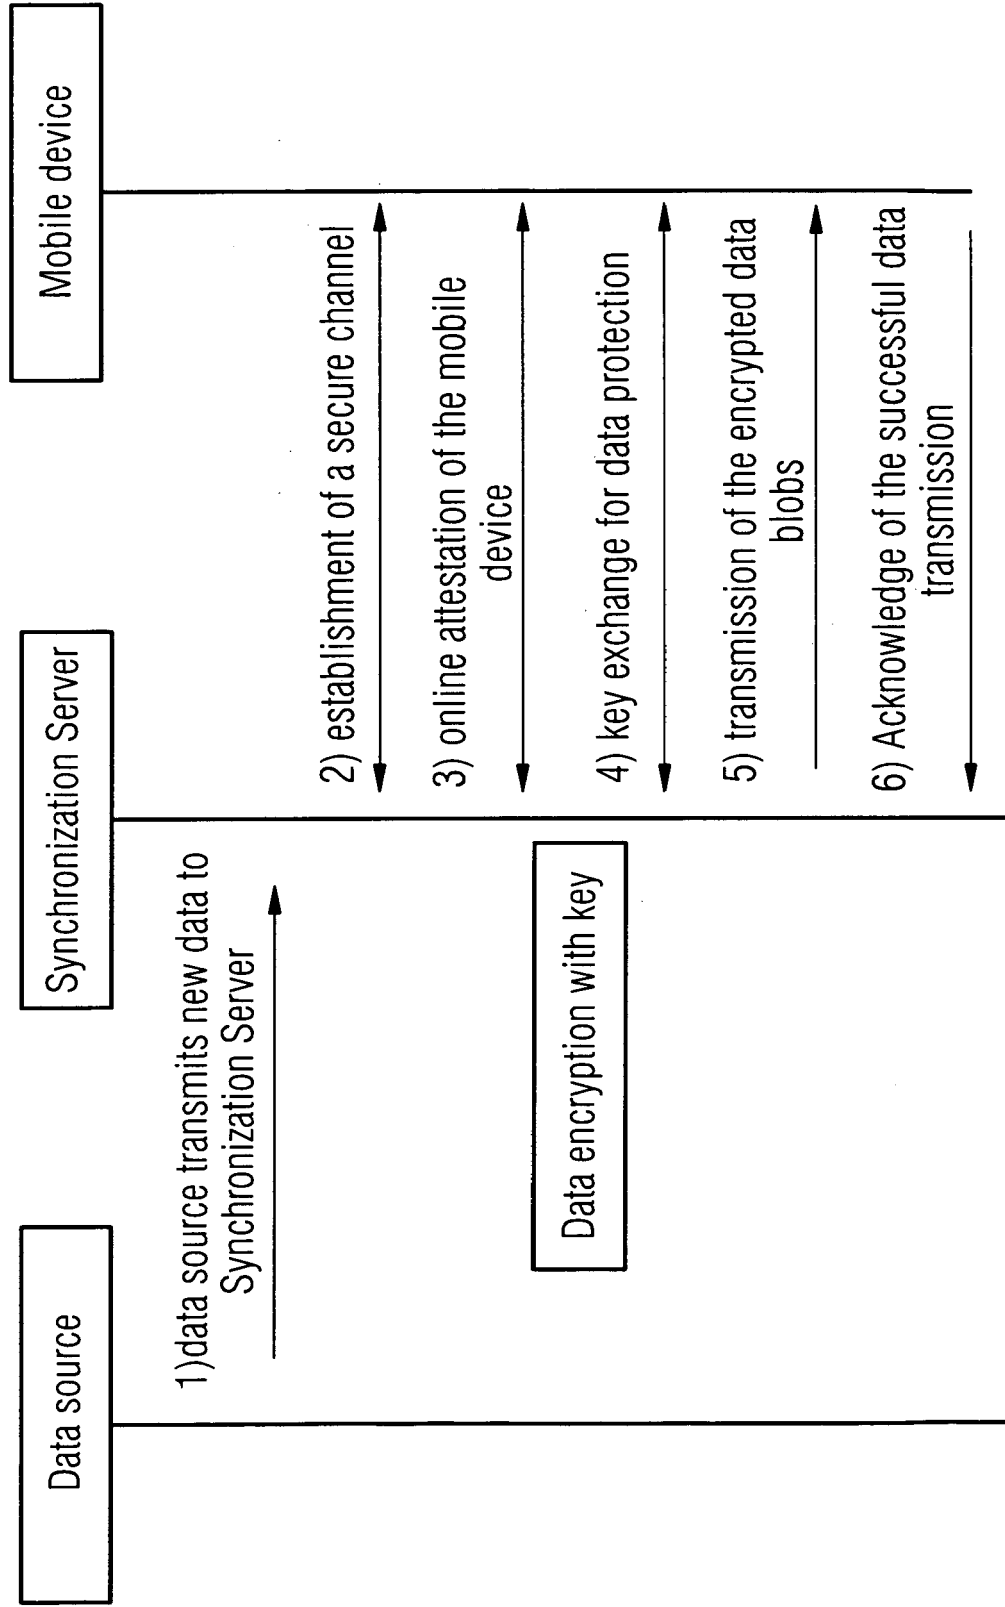 Data source
Synchronization Server
Mobile device
1)data source transmits new data to
Synchronization Server
2) establishment of a secure channel
3) online attestation of the mobile
device
Data encryption with key
4) key exchange for data protection
5) transmission of the encrypted data
blobs
6) Acknowledge of the successful data
transmission